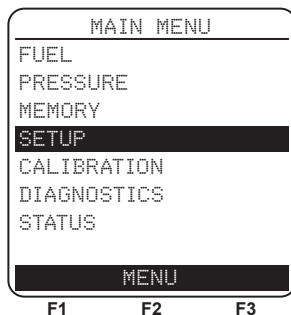 MAIN MENU
FUEL
PRESSURE
MEMORY
SETUP
CALIBRATION
DIAGNOSTICS
STATUS
MENU
F1 F2 F3